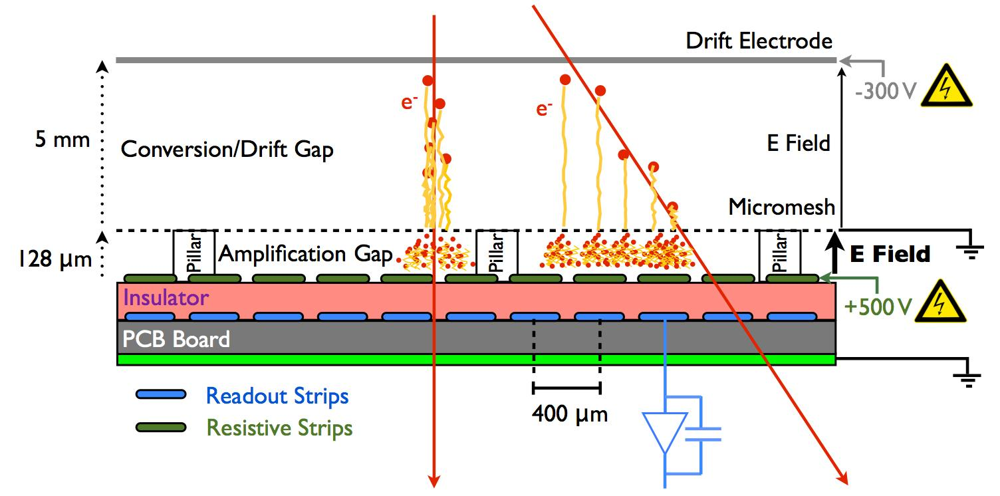 Drift Electrode
-300 V
e-
e-
5 mm
Conversion/Drift Gap
E Field
Micromesh
128 μm
Pillar
Amplification Gap
Pillar
Pillar
E Field
Insulator
+500 V
PCB Board
Readout Strips
400 μm
Resistive Strips